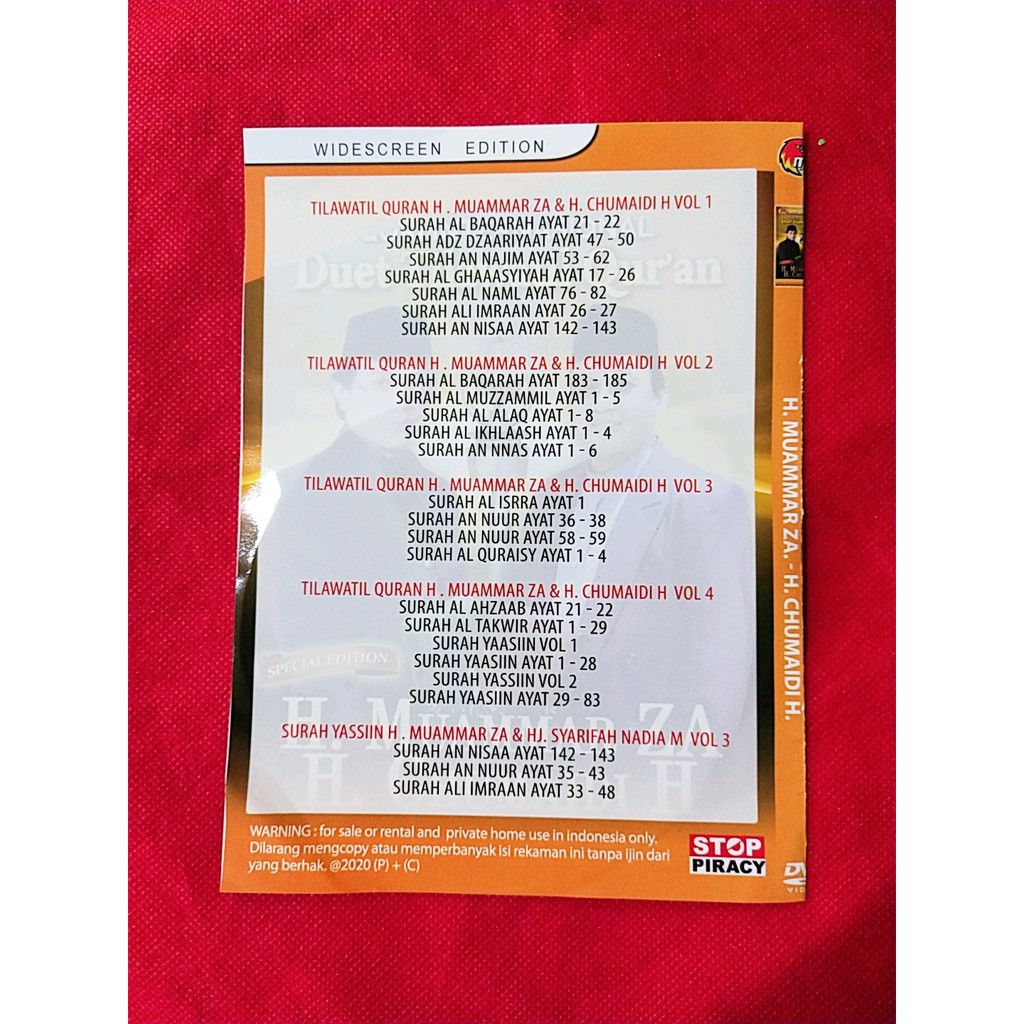 WIDESCREEN EDITION
TILAWATIL QURAN H . MUAMMAR ZA & H. CHUMAIDI H VOL 1
SURAH AL BAQARAH AYAT 21 - 22
SURAH ADZ DZAARIYAAT AYAT 47 - 50
SURAH AN NAJIM AYAT 53 - 62
SURAH AL GHAAASYIYAH AYAT 17 - 26
SURAH AL NAML AYAT 76 - 82
SURAH ALI IMRAAN AYAT 26 - 27
SURAH AN NISAA AYAT 142 - 143
TILAWATIL QURAN H . MUAMMAR ZA & H. CHUMAIDI H VOL 2
SURAH AL BAQARAH AYAT 183 - 185
SURAH AL MUZZAMMIL AYAT 1 - 5
SURAH AL ALAQ AYAT 1- 8
SURAH AL IKHLAASH AYAT 1 - 4
SURAH AN NNAS AYAT 1 - 6
TILAWATIL QURAN H . MUAMMAR ZA & H. CHUMAIDI H VOL 3
SURAH AL ISRRA AYAT 1
SURAH AN NUUR AYAT 36 - 38
SURAH AN NUUR AYAT 58 - 59
SURAH AL QURAISY AYAT 1 - 4
TILAWATIL QURAN H . MUAMMAR ZA & H. CHUMAIDI H VOL 4
SURAH AL AHZAAB AYAT 21 - 22
SURAH AL TAKWIR AYAT 1 - 29
SURAH YAASIIN VOL 1
SURAH YAASIIN AYAT 1 - 28
SURAH YASSIIN VOL 2
SURAH YAASIIN AYAT 29 - 83
SPECIAL EDITION
H. MUAMMAR ZA
SURAH YASSIIN H . MUAMMAR ZA & HJ. SYARIFAH NADIA M VOL 3
SURAH AN NISAA AYAT 142 - 143
SURAH AN NUUR AYAT 35 - 43
SURAH ALI IMRAAN AYAT 33 - 48
WARNING : for sale or rental and private home use in indonesia only.
Dilarang mengcopy atau memperbanyak isi rekaman ini tanpa Ijin dari
yang berhak. @2020 (P) + (C)
STOP
PIRACY
H. MUAMMAR ZA. - H. CHUMAIDI H.